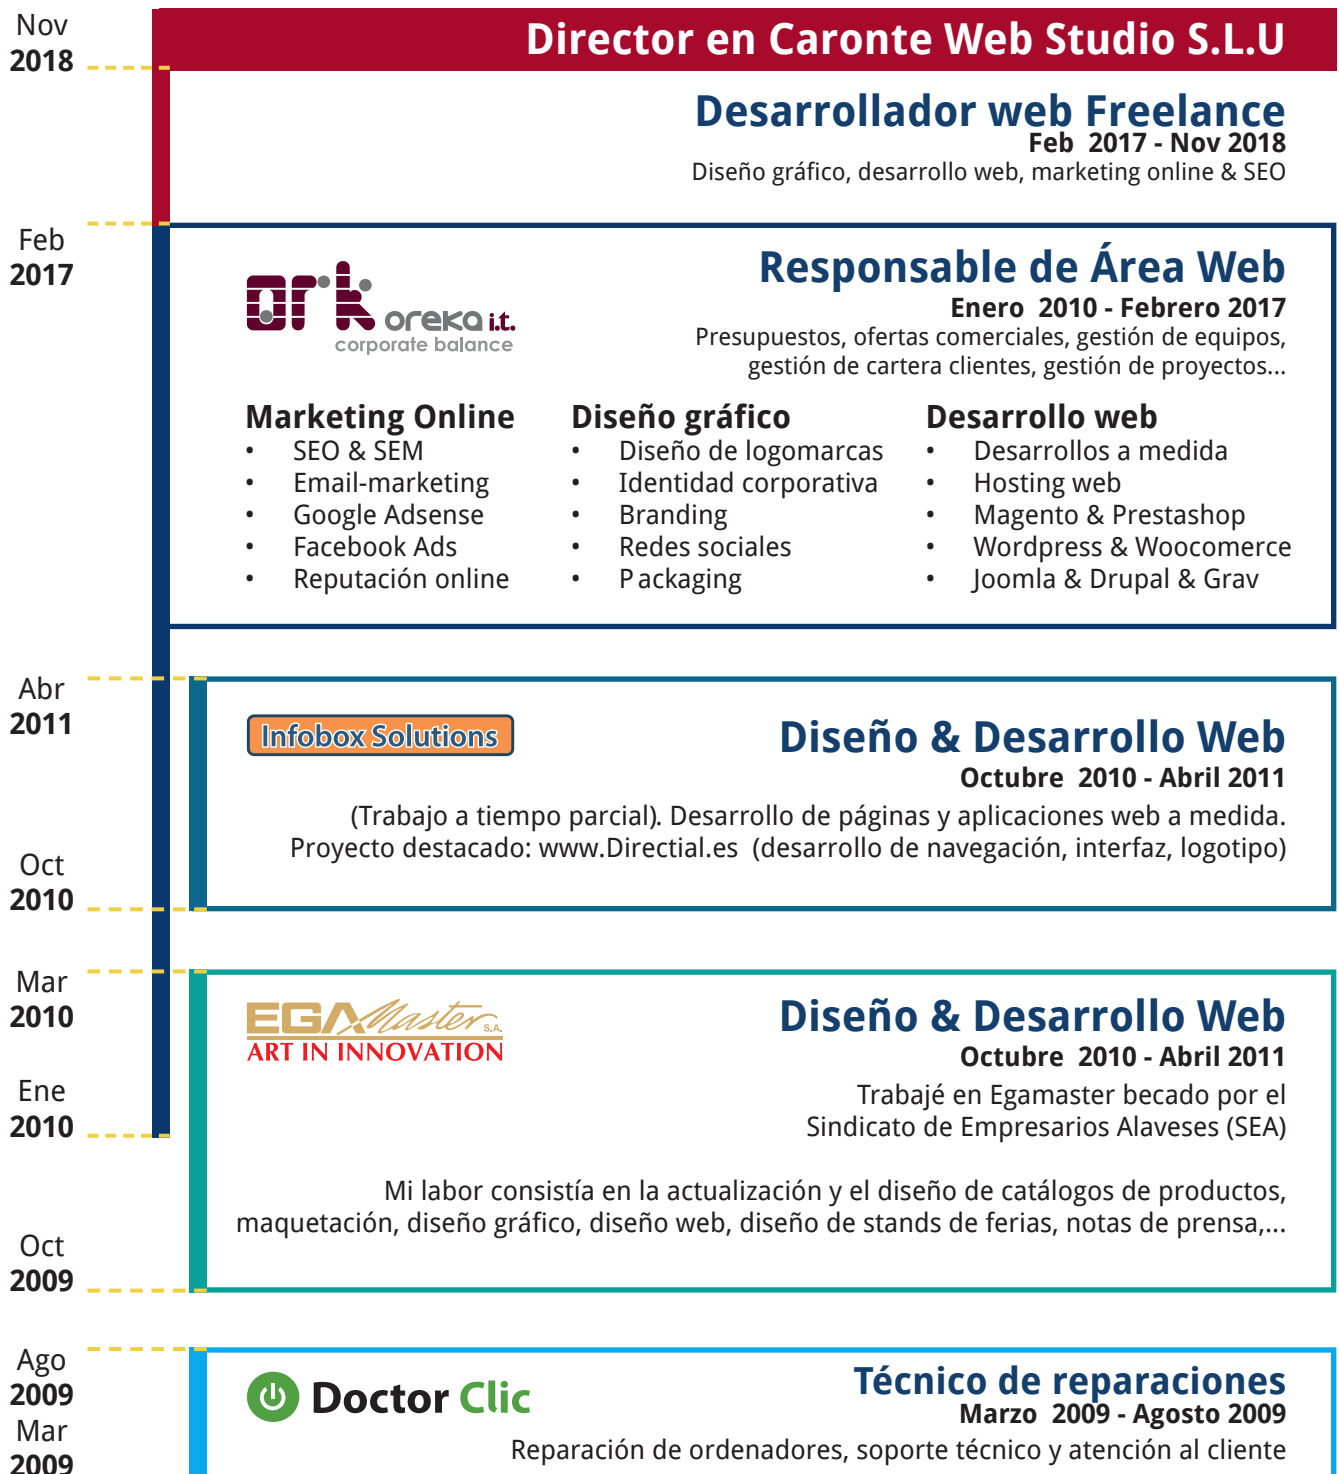 Nov
2018
Director en Caronte Web Studio S.L.U
Desarrollador web Freelance
Feb 2017 - Nov 2018
Diseño gráfico, desarrollo web, marketing online & SEO
Feb
2017
ork oreka i.t.
corporate balance
Responsable de Área Web
Enero 2010 - Febrero 2017
Presupuestos, ofertas comerciales, gestión de equipos,
gestión de cartera clientes, gestión de proyectos...
Marketing Online
• SEO & SEM
• Email-marketing
• Google Adsense
• Facebook Ads
• Reputación online
Diseño gráfico
• Diseño de logomarcas
• Identidad corporativa
• Branding
• Redes sociales
• Packaging
Desarrollo web
• Desarrollos a medida
• Hosting web
• Magento & Prestashop
• Wordpress & Woocomerce
• Joomla & Drupal & Grav
Abr
2011
Infobox Solutions
Diseño & Desarrollo Web
Octubre 2010 - Abril 2011
(Trabajo a tiempo parcial). Desarrollo de páginas y aplicaciones web a medida.
Proyecto destacado: www.Directial.es (desarrollo de navegación, interfaz, logotipo)
Oct
2010
Mar
2010
EGA Master S.A.
ART IN INNOVATION
Diseño & Desarrollo Web
Octubre 2010 - Abril 2011
Trabajé en Egamaster becado por el
Sindicato de Empresarios Alaveses (SEA)
Ene
2010
Mi labor consistía en la actualización y el diseño de catálogos de productos,
maquetación, diseño gráfico, diseño web, diseño de stands de ferias, notas de prensa,...
Oct
2009
Ago
2009
Doctor Clic
Técnico de reparaciones
Marzo 2009 - Agosto 2009
Reparación de ordenadores, soporte técnico y atención al cliente
Mar
2009